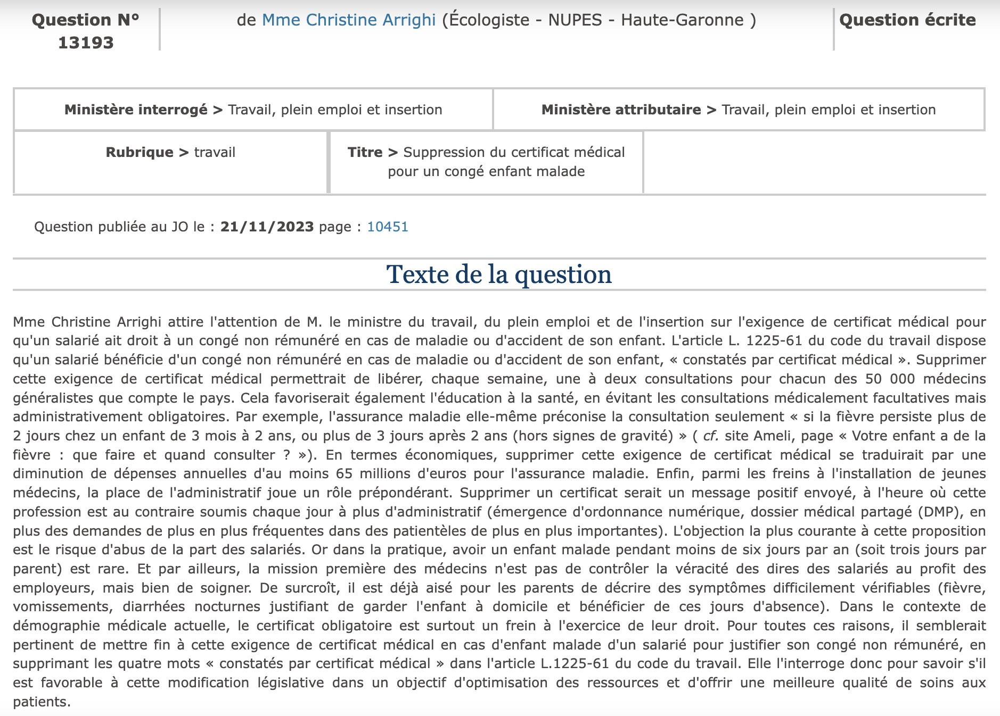 Question N°
13193
de Mme Christine Arrighi (Écologiste - NUPES - Haute-Garonne )
Question écrite
Ministère interrogé > Travail, plein emploi et insertion
Ministère attributaire > Travail, plein emploi et insertion
Rubrique > travail
Titre > Suppression du certificat médical
pour un congé enfant malade
Question publiée au JO le : 21/11/2023 page : 10451
Texte de la question
Mme Christine Arrighi attire l'attention de M. le ministre du travail, du plein emploi et de l'insertion sur l'exigence de certificat médical pour
qu'un salarié ait droit à un congé non rémunéré en cas de maladie ou d'accident de son enfant. L'article L. 1225-61 du code du travail dispose
qu'un salarié bénéficie d'un congé non rémunéré en cas de maladie ou d'accident de son enfant, « constatés par certificat médical ». Supprimer
cette exigence de certificat médical permettrait de libérer, chaque semaine, une à deux consultations pour chacun des 50 000 médecins
généralistes que compte le pays. Cela favoriserait également l'éducation à la santé, en évitant les consultations médicalement facultatives mais
administrativement obligatoires. Par exemple, l'assurance maladie elle-même préconise la consultation seulement « si la fièvre persiste plus de
2 jours chez un enfant de 3 mois à 2 ans, ou plus de 3 jours après 2 ans (hors signes de gravité) » ( cf. site Ameli, page « Votre enfant a de la
fièvre : que faire et quand consulter ? »). En termes économiques, supprimer cette exigence de certificat médical se traduirait par une
diminution de dépenses annuelles d'au moins 65 millions d'euros pour l'assurance maladie. Enfin, parmi les freins à l'installation de jeunes
médecins, la place de l'administratif joue un rôle prépondérant. Supprimer un certificat serait un message positif envoyé, à l'heure où cette
profession est au contraire soumis chaque jour à plus d'administratif (émergence d'ordonnance numérique, dossier médical partagé (DMP), en
plus des demandes de plus en plus fréquentes dans des patientèles de plus en plus importantes). L'objection la plus courante à cette proposition
est le risque d'abus de la part des salariés. Or dans la pratique, avoir un enfant malade pendant moins de six jours par an (soit trois jours par
parent) est rare. Et par ailleurs, la mission première des médecins n'est pas de contrôler la véracité des dires des salariés au profit des
employeurs, mais bien de soigner. De surcroît, il est déjà aisé pour les parents de décrire des symptômes difficilement vérifiables (fièvre,
vomissements, diarrhées nocturnes justifiant de garder l'enfant à domicile et bénéficier de ces jours d'absence). Dans le contexte de
démographie médicale actuelle, le certificat obligatoire est surtout un frein à l'exercice de leur droit. Pour toutes ces raisons, il semblerait
pertinent de mettre fin à cette exigence de certificat médical en cas d'enfant malade d'un salarié pour justifier son congé non rémunéré, en
supprimant les quatre mots « constatés par certificat médical » dans l'article L.1225-61 du code du travail. Elle l'interroge donc pour savoir s'il
est favorable à cette modification législative dans un objectif d'optimisation des ressources et d'offrir une meilleure qualité de soins aux
patients.